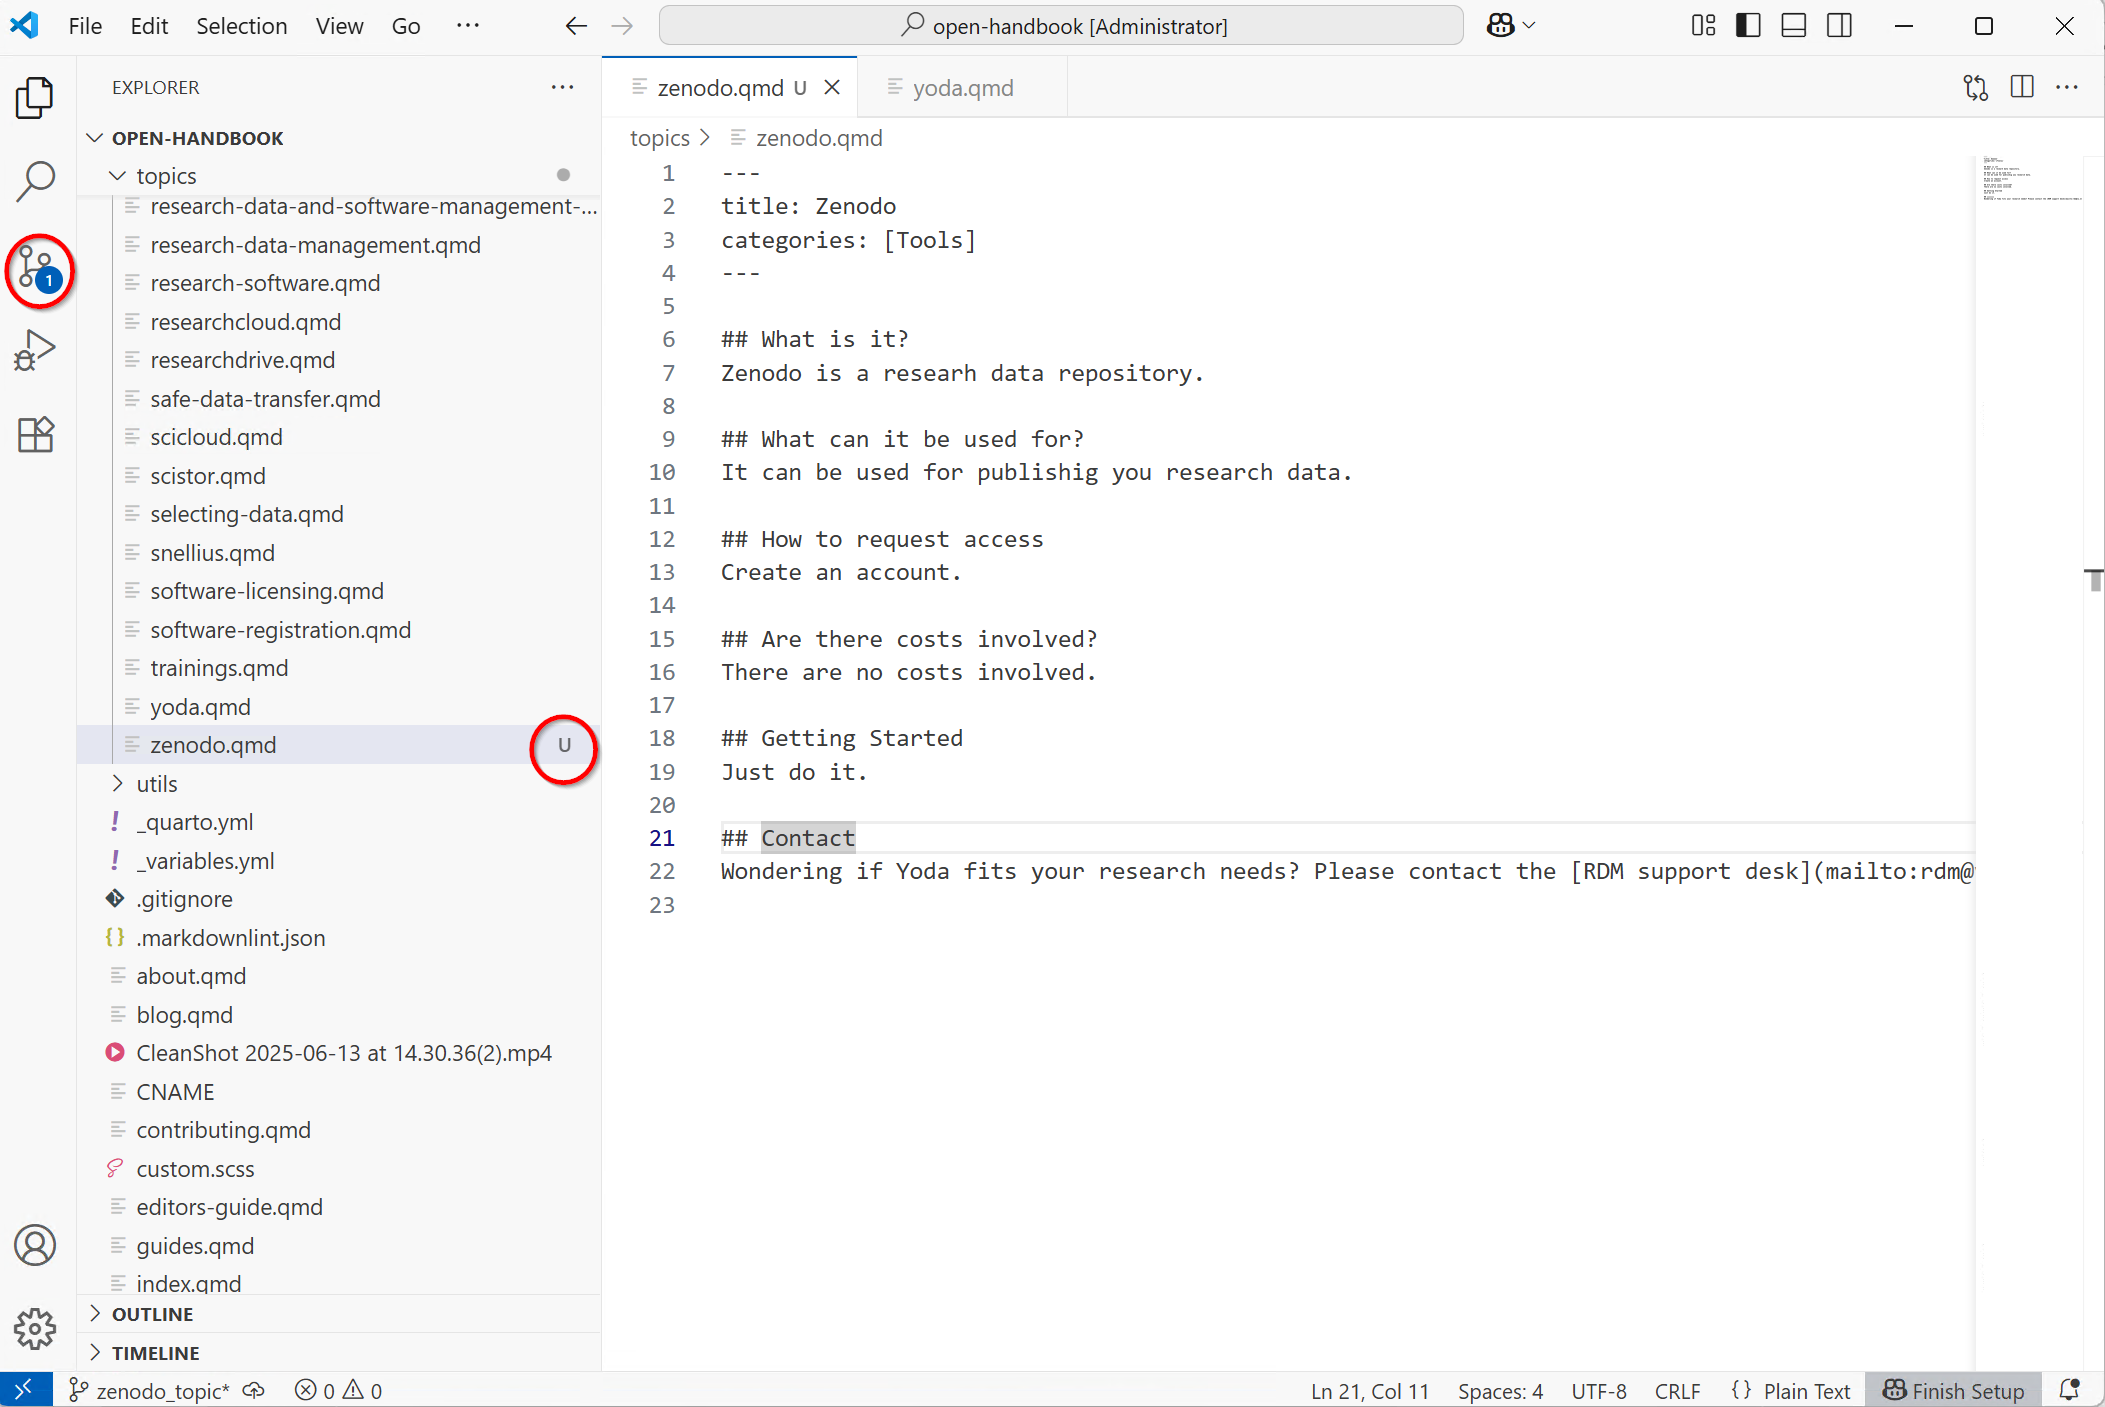 File Edit Selection View Go ··· open-handbook [Administrator]
EXPLORER ···
OPEN-HANDBOOK
topics
research-data-and-software-management-...
research-data-management.qmd
1
research-software.qmd
researchcloud.qmd
researchdrive.qmd
safe-data-transfer.qmd
scicloud.qmd
scistor.qmd
selecting-data.qmd
snellius.qmd
software-licensing.qmd
software-registration.qmd
trainings.qmd
yoda.qmd
zenodo.qmd U
utils
_quarto.yml
_variables.yml
.gitignore
.markdownlint.json
about.qmd
blog.qmd
CleanShot 2025-06-13 at 14.30.36(2).mp4
CNAME
contributing.qmd
custom.scss
editors-guide.qmd
guides.qmd
index.qmd
OUTLINE
TIMELINE
zenodo.qmd U yoda.qmd
topics > zenodo.qmd
1 ---
2 title: Zenodo
3 categories: [Tools]
4 ---
5
6 ## What is it?
7 Zenodo is a researh data repository.
8
9 ## What can it be used for?
10 It can be used for publishig you research data.
11
12 ## How to request access
13 Create an account.
14
15 ## Are there costs involved?
16 There are no costs involved.
17
18 ## Getting Started
19 Just do it.
20
21 ## Contact
22 Wondering if Yoda fits your research needs? Please contact the [RDM support desk](mailto:rdm@
23
zenodo_topic* 0 0 Ln 21, Col 11 Spaces: 4 UTF-8 CRLF {} Plain Text Finish Setup